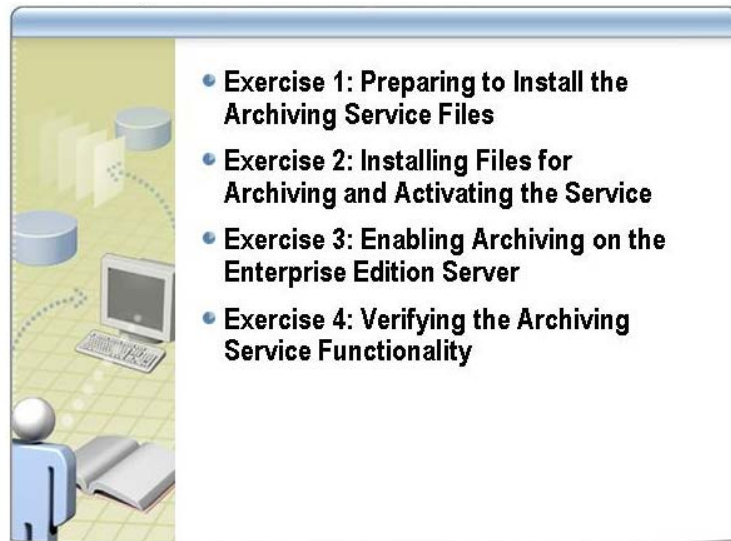 Exercise 1: Preparing to Install the
Archiving Service Files
Exercise 2: Installing Files for
Archiving and Activating the Service
Exercise 3: Enabling Archiving on the
Enterprise Edition Server
Exercise 4: Verifying the Archiving
Service Functionality